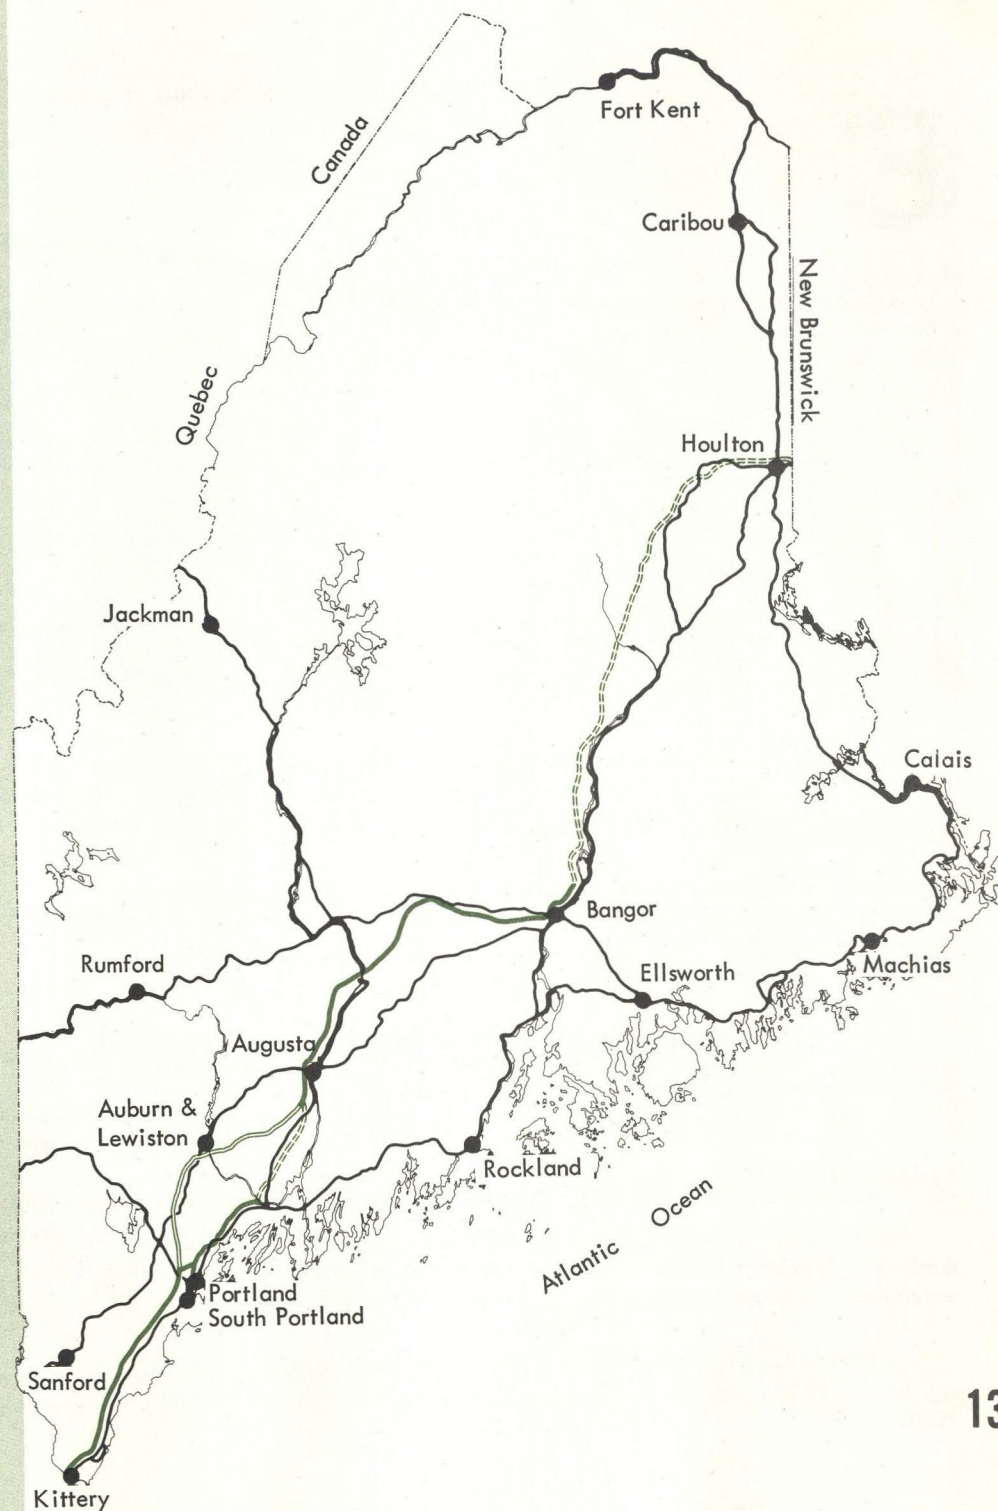 Fort Kent
Canada
Caribou
New Brunswick
Quebec
Houlton
Jackman
Calais
Bangor
Rumford
Ellsworth
Machias
Augusta
Auburn &
Lewiston
Rockland
Atlantic Ocean
Portland
South Portland
Sanford
13
Kittery